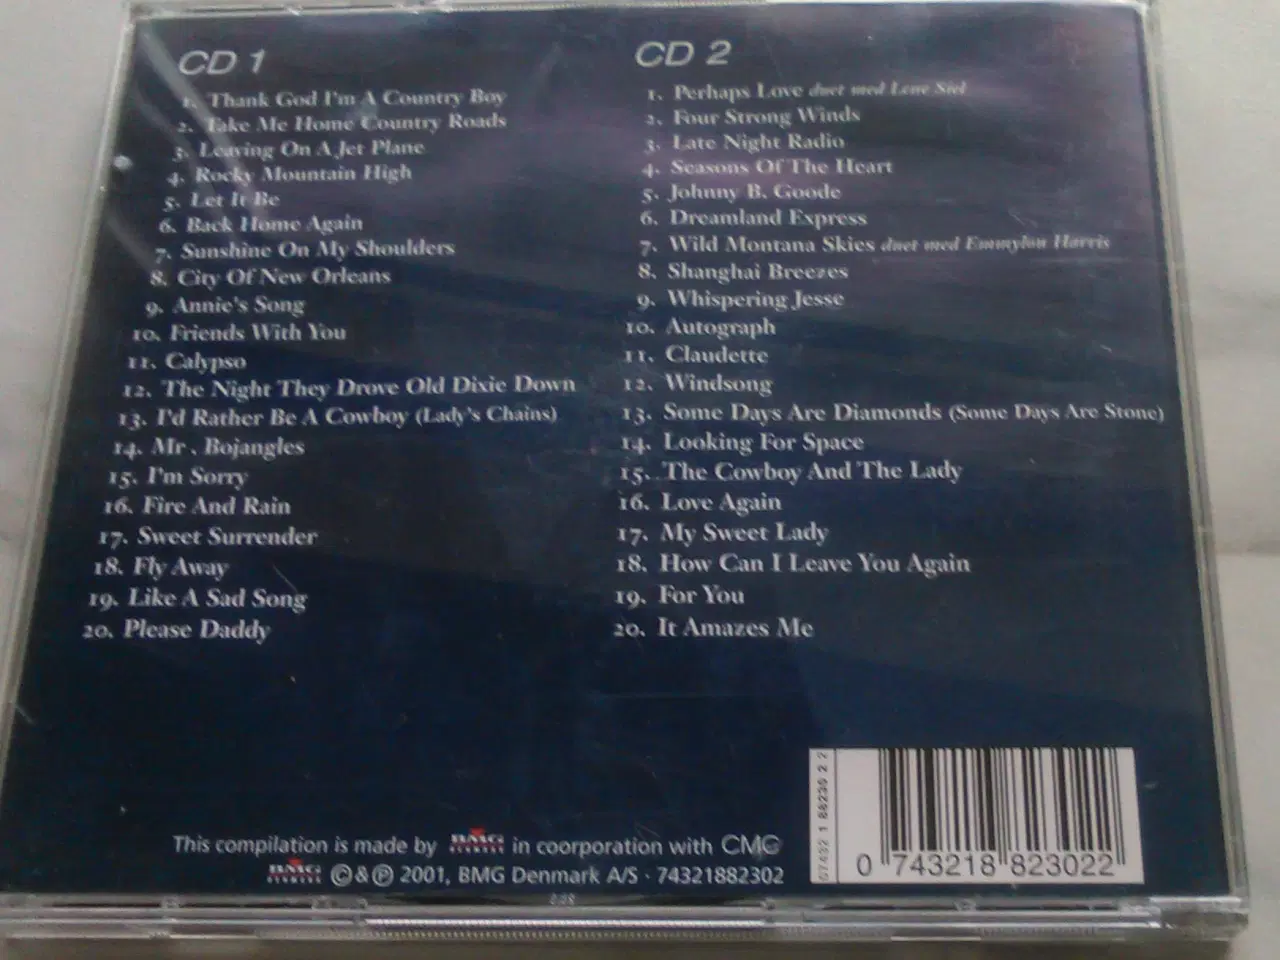 CD 1
1. Thank God I'm A Country Boy
2. Take Me Home Country Roads
3. Leaving On A Jet Plane
4. Rocky Mountain High
5. Let It Be
6. Back Home Again
7. Sunshine On My Shoulders
8. City Of New Orleans
9. Annie's Song
10. Friends With You
11. Calypso
12. The Night They Drove Old Dixie Down
13. I'd Rather Be A Cowboy (Lady's Chains)
14. Mr . Bojangles
15. I'm Sorry
16. Fire And Rain
17. Sweet Surrender
18. Fly Away
19. Like A Sad Song
20. Please Daddy
CD 2
1. Perhaps Love duet med Lene Siel
2. Four Strong Winds
3. Late Night Radio
4. Seasons Of The Heart
5. Johnny B. Goode
6. Dreamland Express
7. Wild Montana Skies duet med Emmylou Harris
8. Shanghai Breezes
9. Whispering Jesse
10. Autograph
11. Claudette
12. Windsong
13. Some Days Are Diamonds (Some Days Are Stone)
14. Looking For Space
15. The Cowboy And The Lady
16. Love Again
17. My Sweet Lady
18. How Can I Leave You Again
19. For You
20. It Amazes Me
This compilation is made by BMG in coorporation with CMC
BMG ©&℗ 2001, BMG Denmark A/S · 74321882302
07432 1 88230 2 2
0 743218 823022